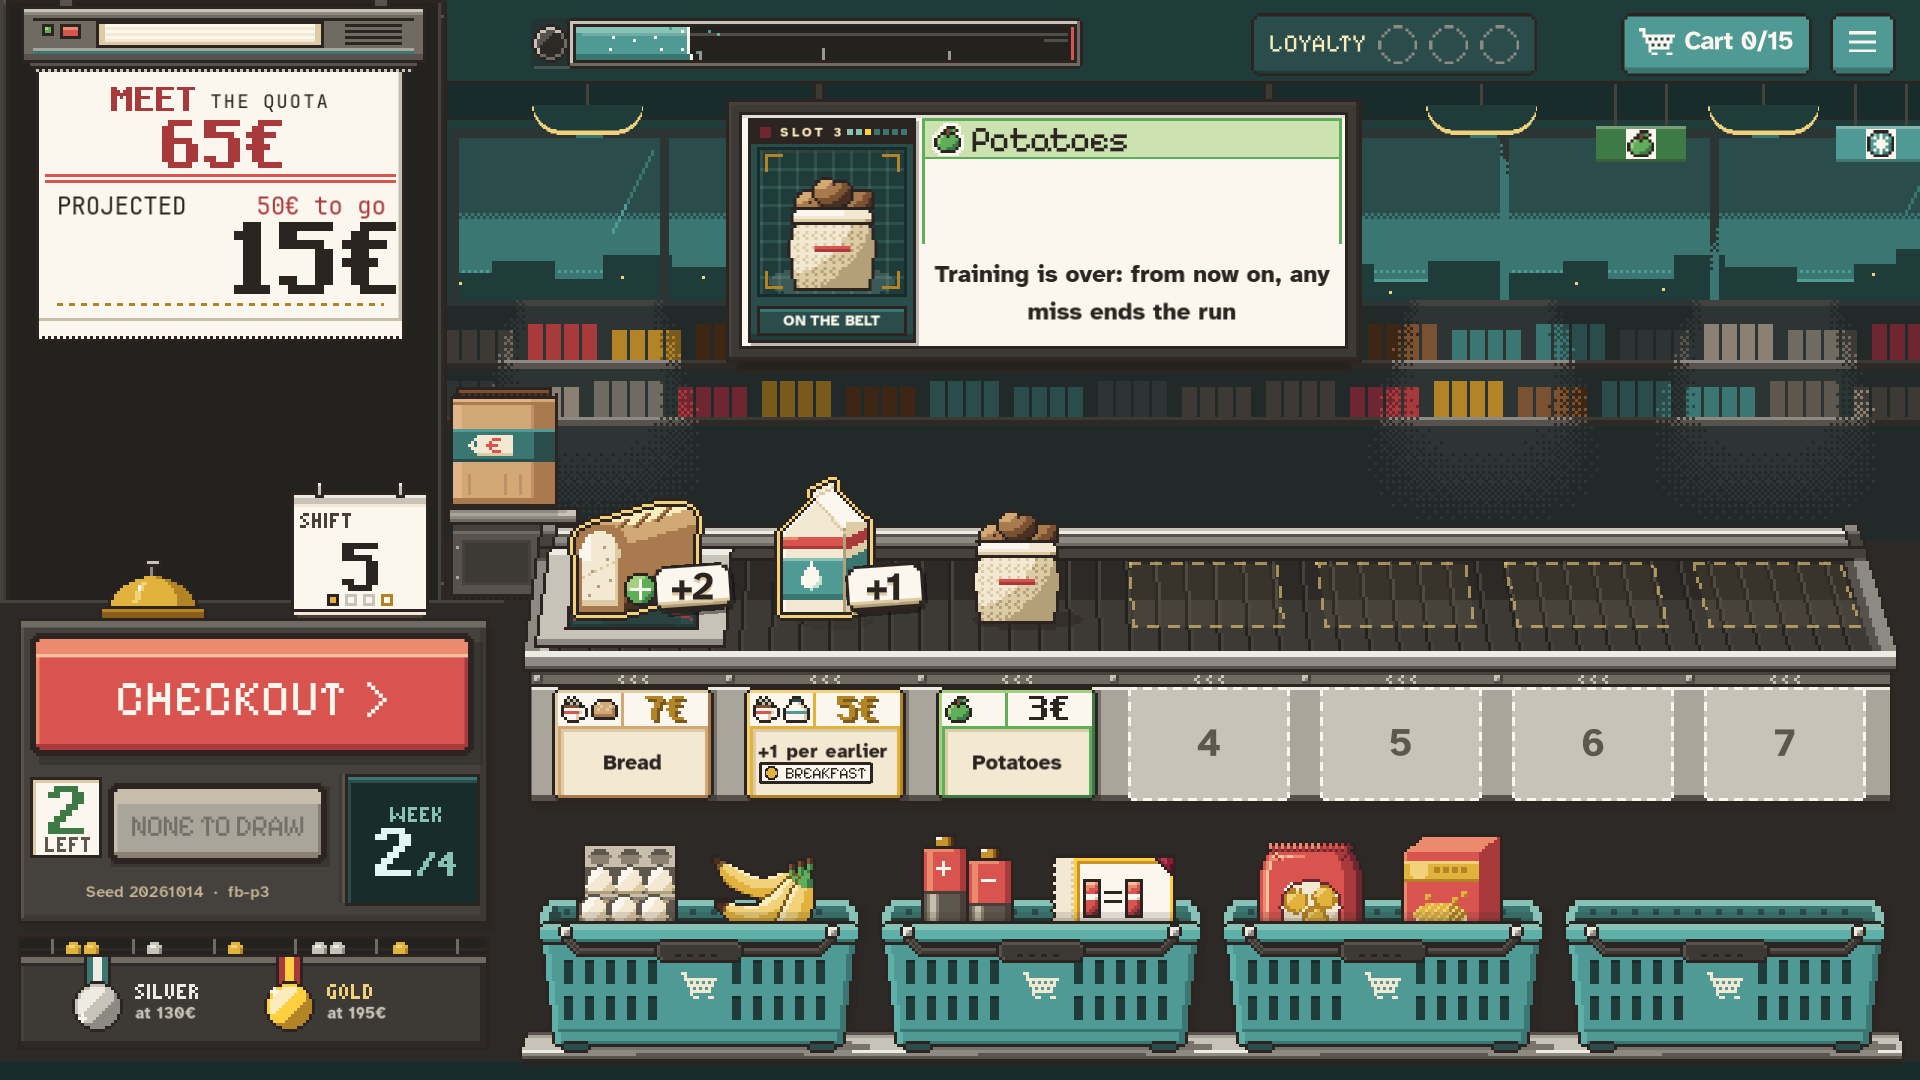 MEET THE QUOTA
65€
PROJECTED 50€ to go
15€
LOYALTY
Cart 0/15
SLOT 3
ON THE BELT
Potatoes
Training is over: from now on, any
miss ends the run
€
SHIFT
5
CHECKOUT >
2
LEFT
NONE TO DRAW
WEEK
2/4
Seed 20261014 · fb-p3
SILVER
at 130€
GOLD
at 195€
+2
+1
7€
Bread
5€
+1 per earlier
BREAKFAST
3€
Potatoes
4
5
6
7
+
−
=